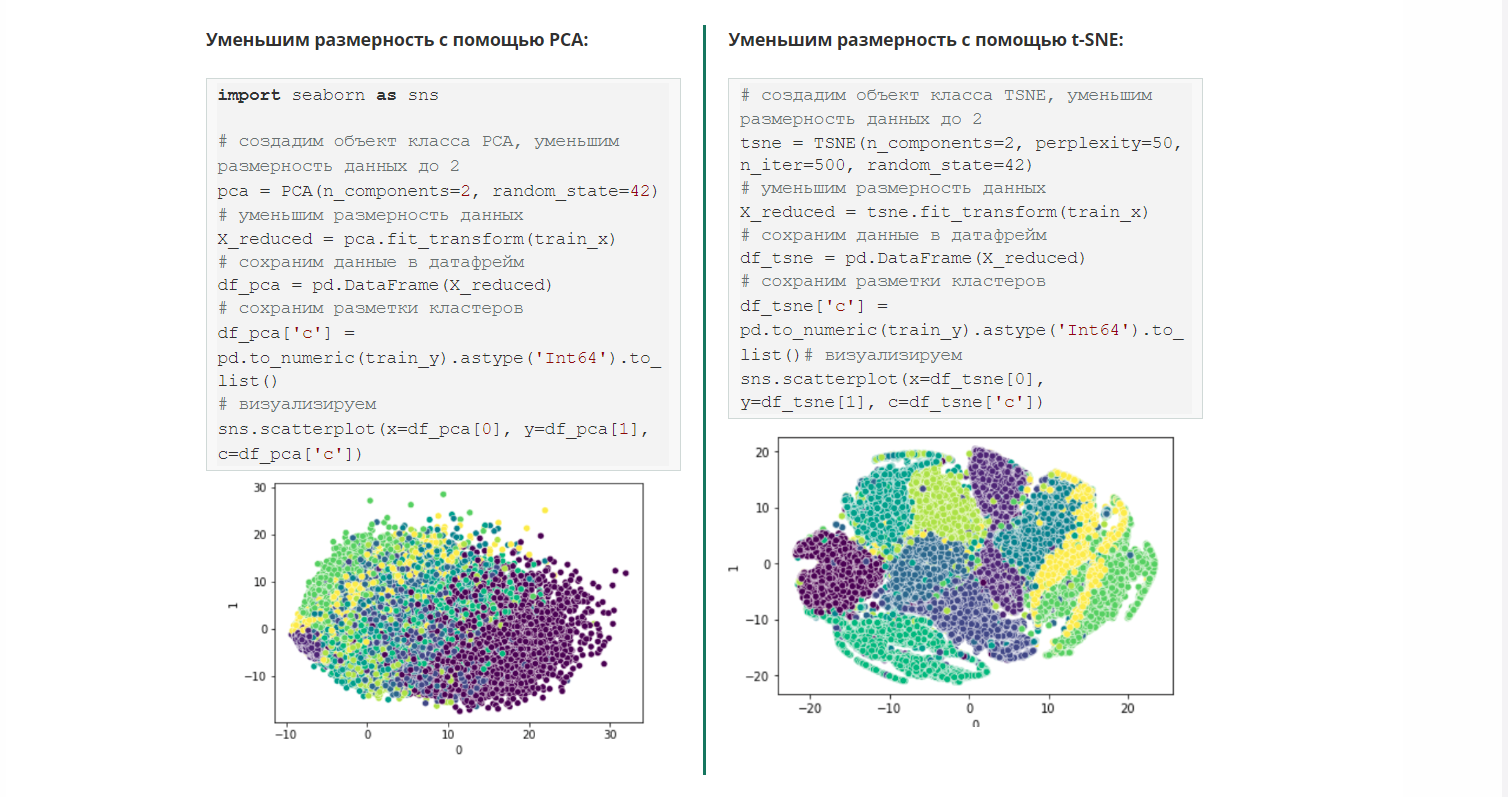 Уменьшим размерность с помощью PCA:
import seaborn as sns
# создадим объект класса PCA, уменьшим
размерность данных до 2
pca = PCA(n_components=2, random_state=42)
# уменьшим размерность данных
X_reduced = pca.fit_transform(train_x)
# сохраним данные в датафрейм
df_pca = pd.DataFrame(X_reduced)
# сохраним разметки кластеров
df_pca['c'] =
pd.to_numeric(train_y).astype('Int64').to_
list()
# визуализируем
sns.scatterplot(x=df_pca[0], y=df_pca[1],
c=df_pca['c'])
30
20
10
0
−10
1
−10 0 10 20 30
0
Уменьшим размерность с помощью t-SNE:
# создадим объект класса TSNE, уменьшим
размерность данных до 2
tsne = TSNE(n_components=2, perplexity=50,
n_iter=500, random_state=42)
# уменьшим размерность данных
X_reduced = tsne.fit_transform(train_x)
# сохраним данные в датафрейм
df_tsne = pd.DataFrame(X_reduced)
# сохраним разметки кластеров
df_tsne['c'] =
pd.to_numeric(train_y).astype('Int64').to_
list()# визуализируем
sns.scatterplot(x=df_tsne[0],
y=df_tsne[1], c=df_tsne['c'])
20
10
0
−10
−20
1
−20 −10 0 10 20
0